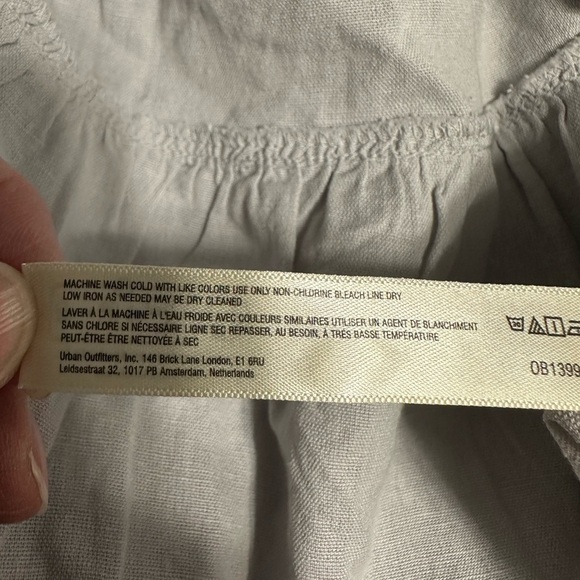 MACHINE WASH COLD WITH LIKE COLORS USE ONLY NON-CHLORINE BLEACH LINE DRY
LOW IRON AS NEEDED MAY BE DRY CLEANED
LAVER À LA MACHINE À L'EAU FROIDE AVEC COULEURS SIMILAIRES UTILISER UN AGENT DE BLANCHIMENT
SANS CHLORE SI NÉCESSAIRE LIGNE SEC REPASSER, AU BESOIN, À TRÈS BASSE TEMPÉRATURE
PEUT-ÊTRE ÊTRE NETTOYÉE À SEC
Urban Outfitters, Inc. 146 Brick Lane London, E1 6RU
Leidsestraat 32, 1017 PB Amsterdam, Netherlands
OB1399